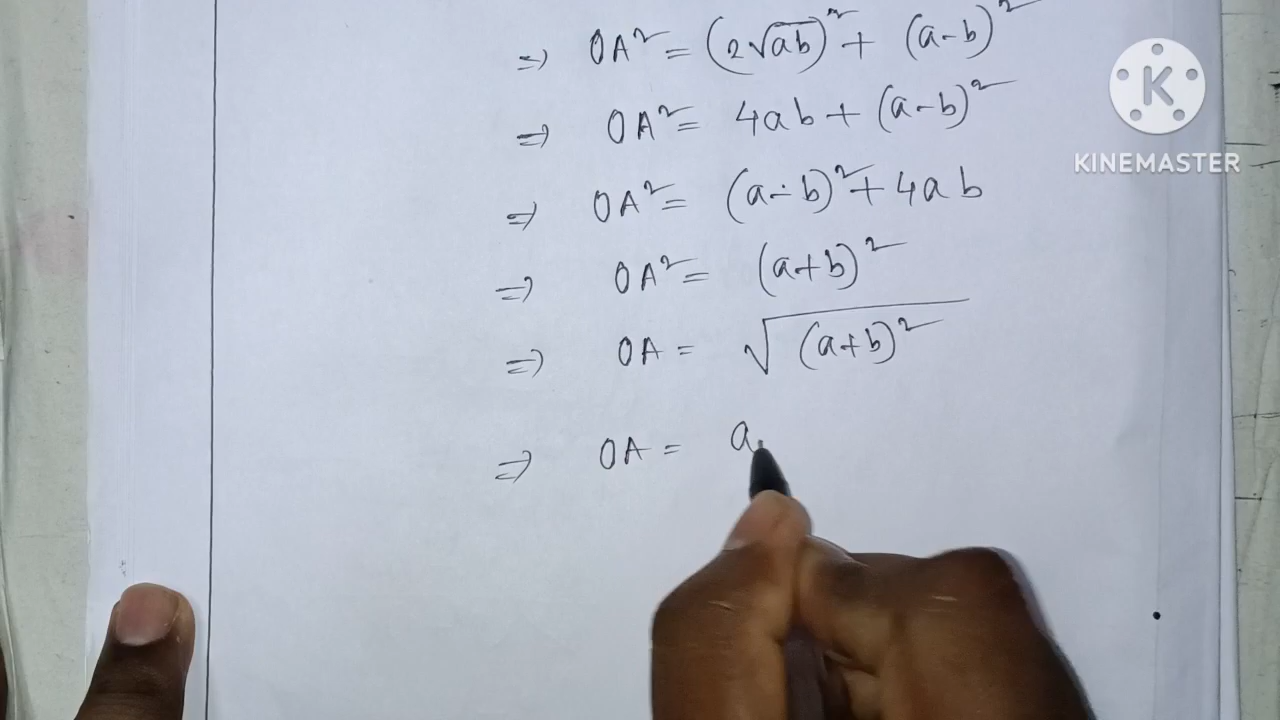 ⇒ OA² = (2√ab)² + (a-b)²
⇒ OA² = 4ab + (a-b)²
⇒ OA² = (a-b)² + 4ab
⇒ OA² = (a+b)²
⇒ OA = √(a+b)²
⇒ OA = a
K
KINEMASTER